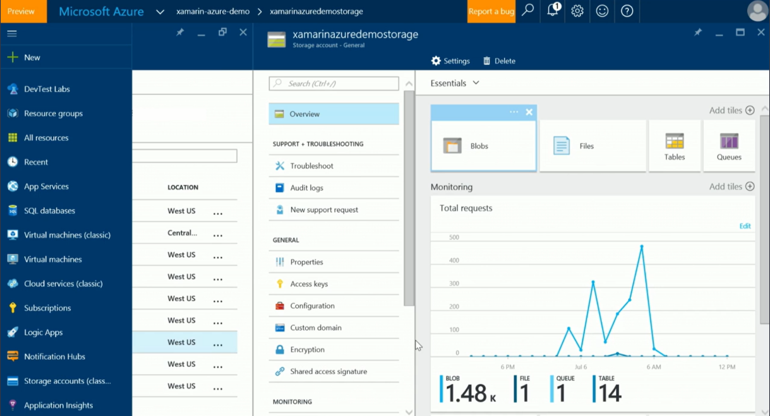 Preview
Microsoft Azure
xamarin-azure-demo
xamarinazuredemostorage
Report a bug
1
New
DevTest Labs
Resource groups
All resources
Recent
App Services
SQL databases
Virtual machines (classic)
Virtual machines
Cloud services (classic)
Subscriptions
Logic Apps
Notification Hubs
Storage accounts (class...
Application Insights
LOCATION
West US ...
Central... ...
West US ...
West US ...
West US ...
West US ...
West US ...
West US ...
West US ...
xamarinazuredemostorage
Storage account - General
Search (Ctrl+/)
Overview
SUPPORT + TROUBLESHOOTING
Troubleshoot
Audit logs
New support request
GENERAL
Properties
Access keys
Configuration
Custom domain
Encryption
Shared access signature
MONITORING
Settings
Delete
Essentials
Add tiles
Blobs
Files
Tables
Queues
Monitoring
Add tiles
Total requests
Edit
500
400
300
200
100
0
6 PM
Jul 6
6 AM
12 PM
BLOB
1.48 K
FILE
1
QUEUE
1
TABLE
14